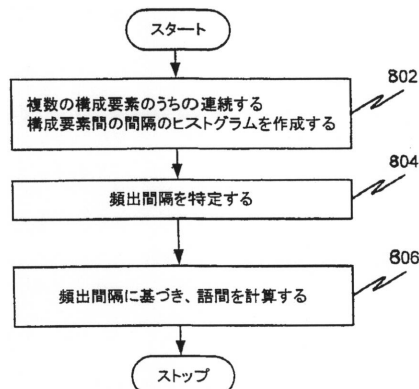 スタート
802
複数の構成要素のうちの連続する
構成要素間の間隔のヒストグラムを作成する
804
頻出間隔を特定する
806
頻出間隔に基づき、語間を計算する
ストップ